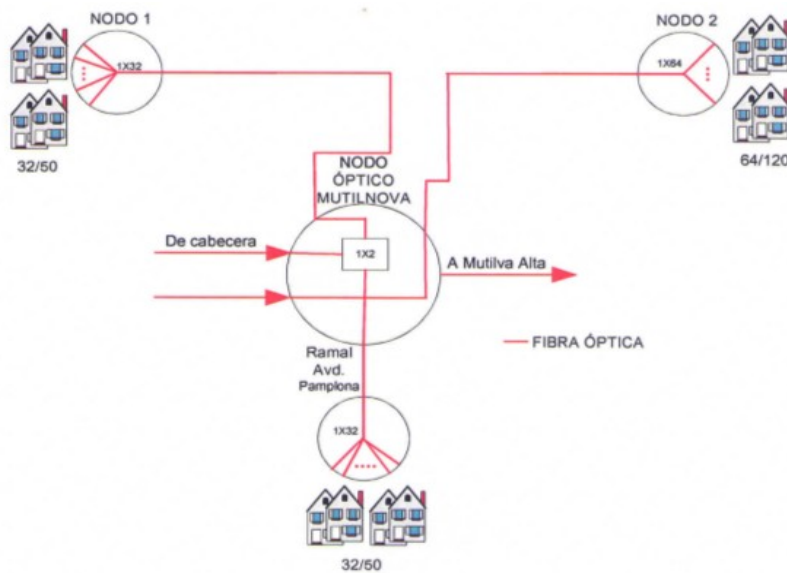 NODO 1
1X32
32/50
NODO 2
1X64
64/120
NODO
ÓPTICO
MUTILNOVA
De cabecera
1X2
A Mutilva Alta
FIBRA ÓPTICA
Ramal
Avd.
Pamplona
1X32
32/50